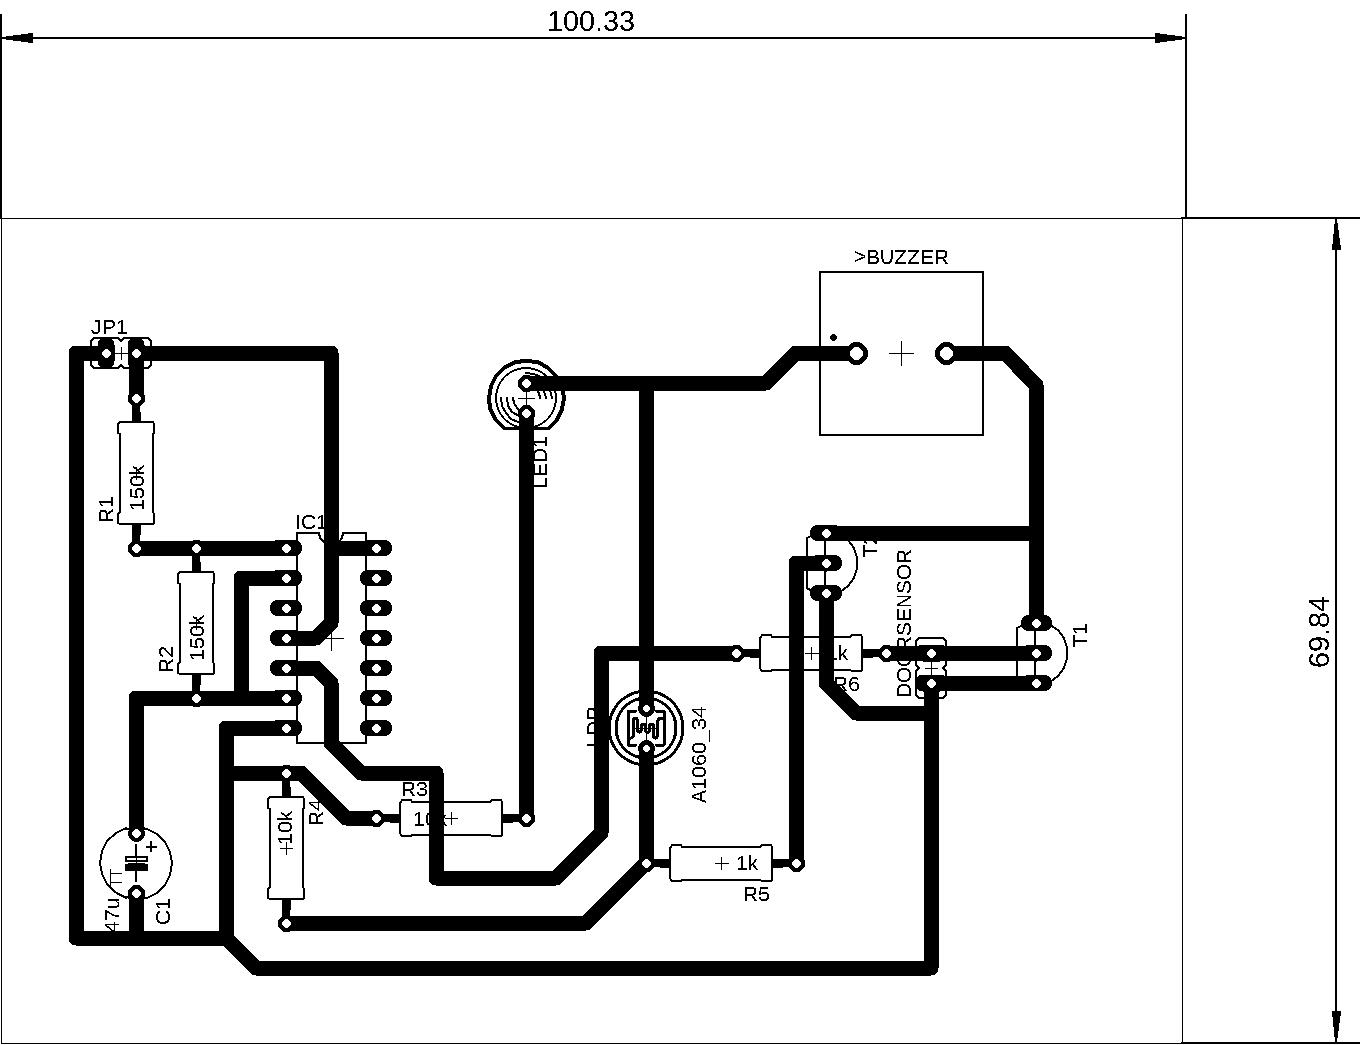 100.33
>BUZZER
JP1
LED1
R1
150k
IC1
T2
DOORSENSOR
69.84
T1
R2
150k
1k
R6
LDR
A1060_34
R3
10k
R4
10k
1k
R5
+
47u
C1